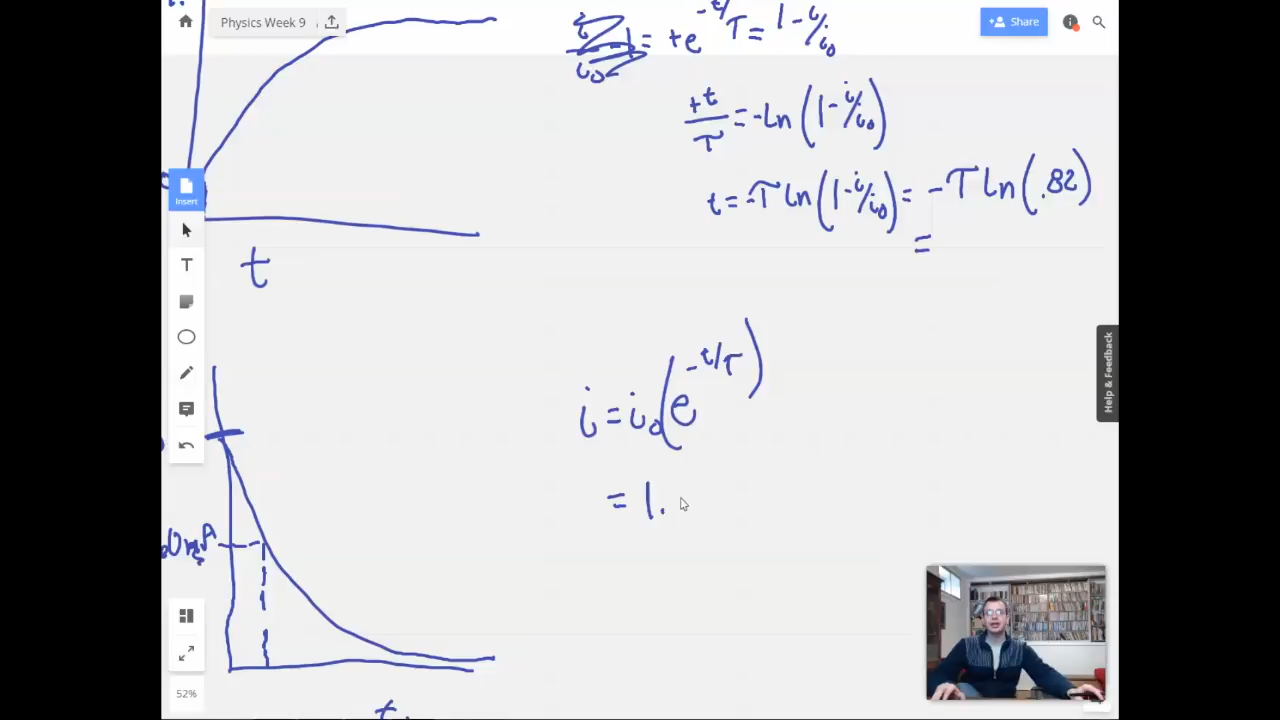 Physics Week 9
Share
= +e^-t/τ = 1 - i/i₀
+t/τ = -ln(1 - i/i₀)
t = -τ ln(1 - i/i₀) = -τ ln(.82)
=
Insert
T
t
i = i₀(e^-t/τ)
= 1.
mA
Help & Feedback
52%
t